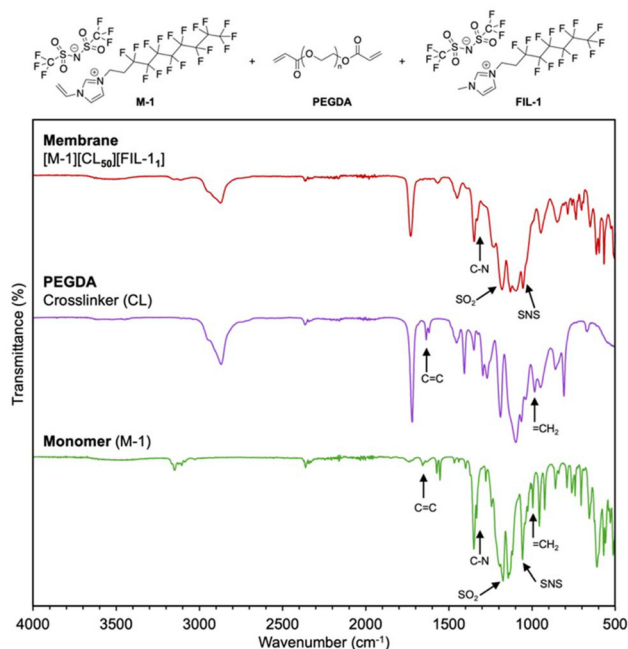 M-1
+
PEGDA
+
FIL-1
Membrane
[M-1][CL₅₀][FIL-1₁]
C-N
SO₂
SNS
PEGDA
Crosslinker (CL)
C=C
=CH₂
Monomer (M-1)
C=C
C-N
=CH₂
SO₂
SNS
Transmittance (%)
4000 3500 3000 2500 2000 1500 1000 500
Wavenumber (cm⁻¹)